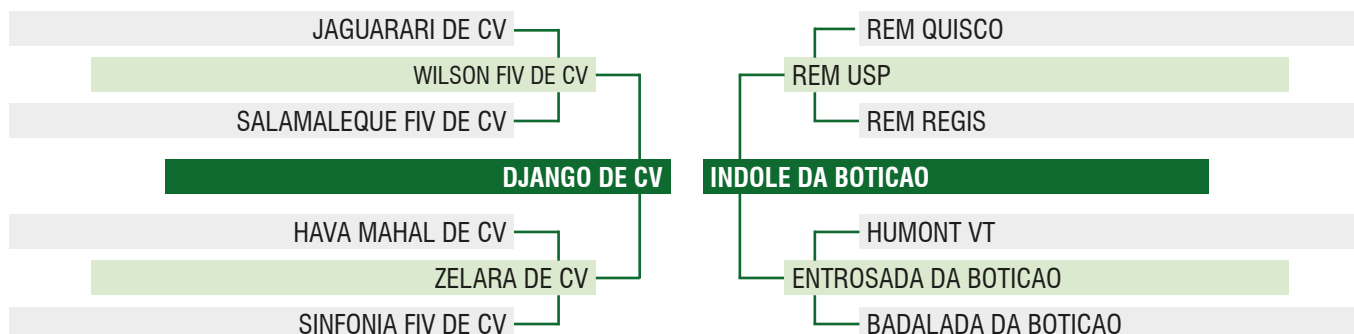 JAGUARARI DE CV
WILSON FIV DE CV
SALAMALEQUE FIV DE CV
DJANGO DE CV
HAVA MAHAL DE CV
ZELARA DE CV
SINFONIA FIV DE CV
REM QUISCO
REM USP
REM REGIS
INDOLE DA BOTICAO
HUMONT VT
ENTROSADA DA BOTICAO
BADALADA DA BOTICAO